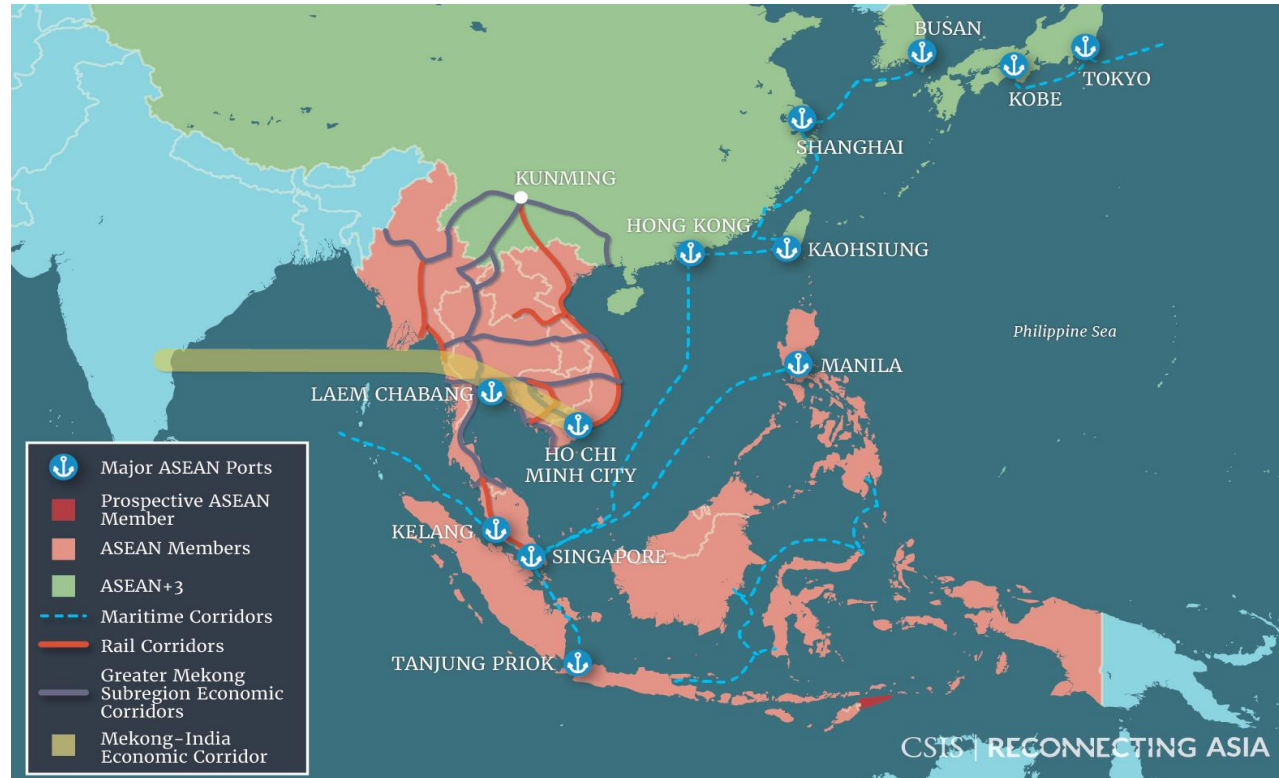 BUSAN
TOKYO
KOBE
SHANGHAI
KUNMING
HONG KONG
KAOHSIUNG
Philippine Sea
MANILA
LAEM CHABANG
HO CHI
MINH CITY
KELANG
SINGAPORE
TANJUNG PRIOK
Major ASEAN Ports
Prospective ASEAN
Member
ASEAN Members
ASEAN+3
Maritime Corridors
Rail Corridors
Greater Mekong
Subregion Economic
Corridors
Mekong-India
Economic Corridor
CSIS | RECONNECTING ASIA